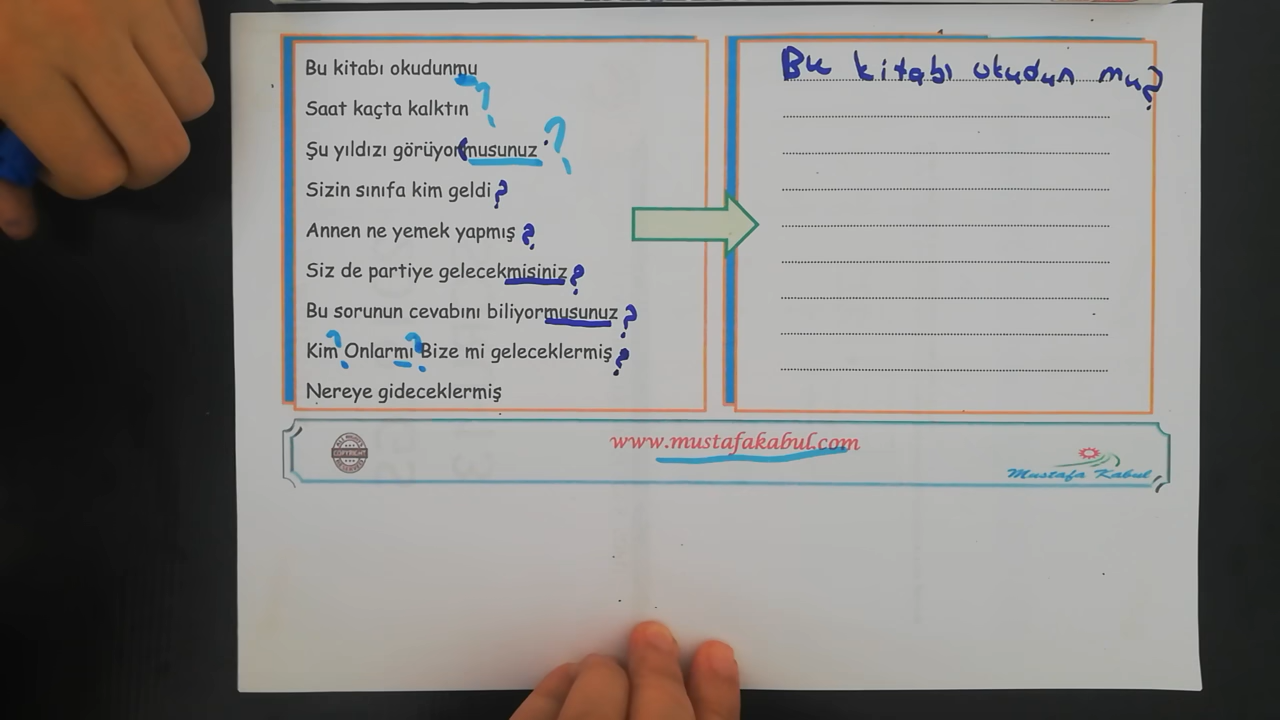 Bu kitabı okudunmu
Saat kaçta kalktın ?
Şu yıldızı görüyormusunuz ?
Sizin sınıfa kim geldi ?
Annen ne yemek yapmış ?
Siz de partiye gelecekmisiniz ?
Bu sorunun cevabını biliyormusunuz ?
Kim ? Onlarmı ? Bize mi geleceklermiş ?
Nereye gideceklermiş
Bu kitabı okudun mu?
COPYRIGHT
www.mustafakabul.com
Mustafa Kabul